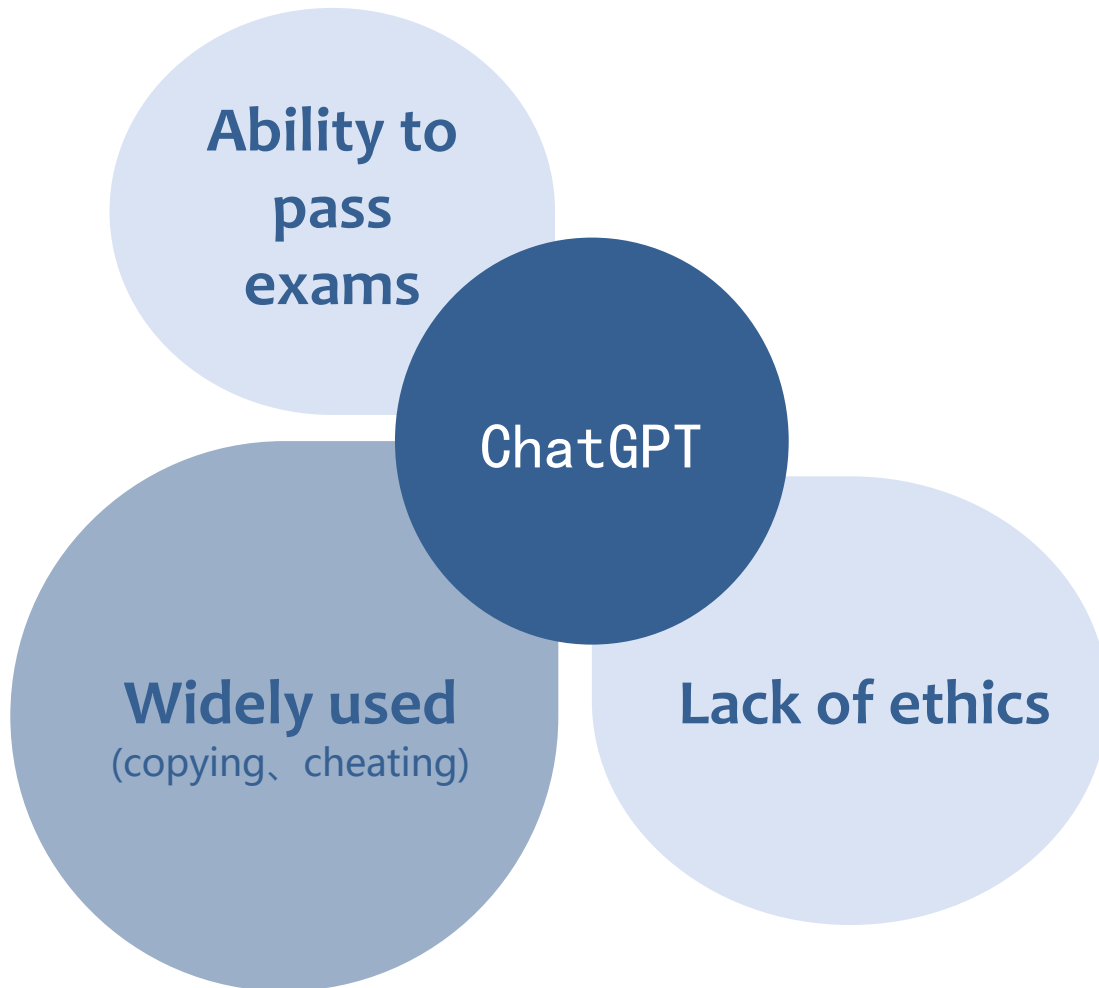 Ability to
pass
exams
ChatGPT
Widely used
(copying、cheating)
Lack of ethics